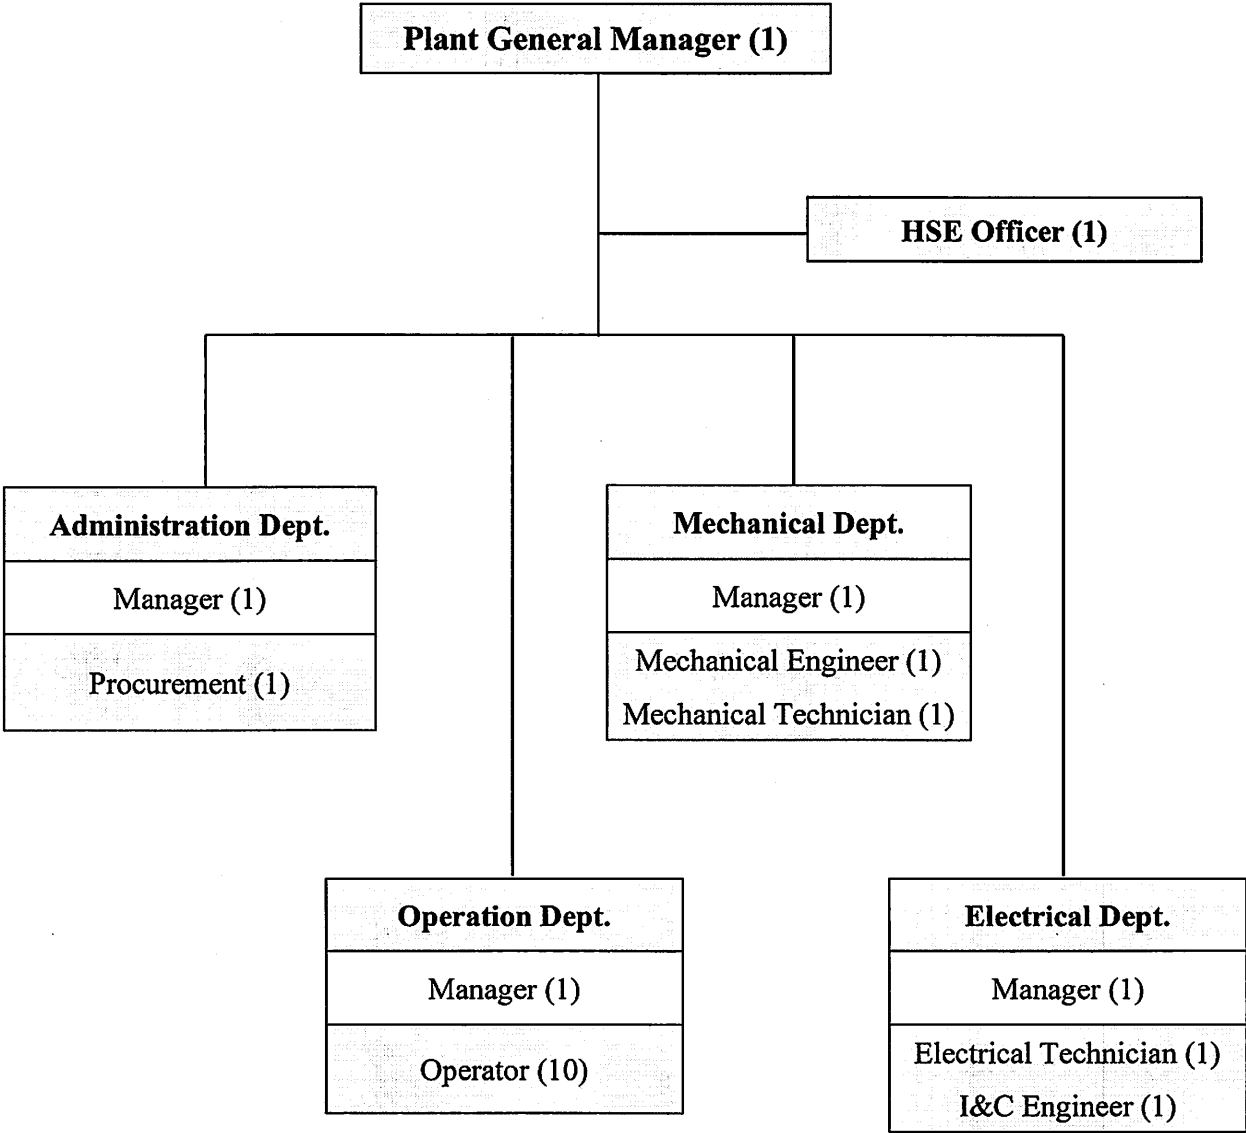 Plant General Manager (1)
HSE Officer (1)
Administration Dept.
Manager (1)
Procurement (1)
Mechanical Dept.
Manager (1)
Mechanical Engineer (1)
Mechanical Technician (1)
Operation Dept.
Manager (1)
Operator (10)
Electrical Dept.
Manager (1)
Electrical Technician (1)
I&C Engineer (1)